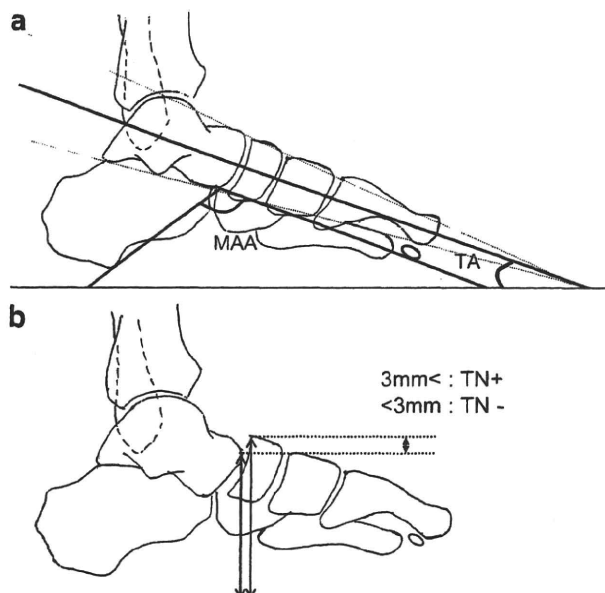 a
MAA
TA
b
3mm< : TN+
<3mm : TN -